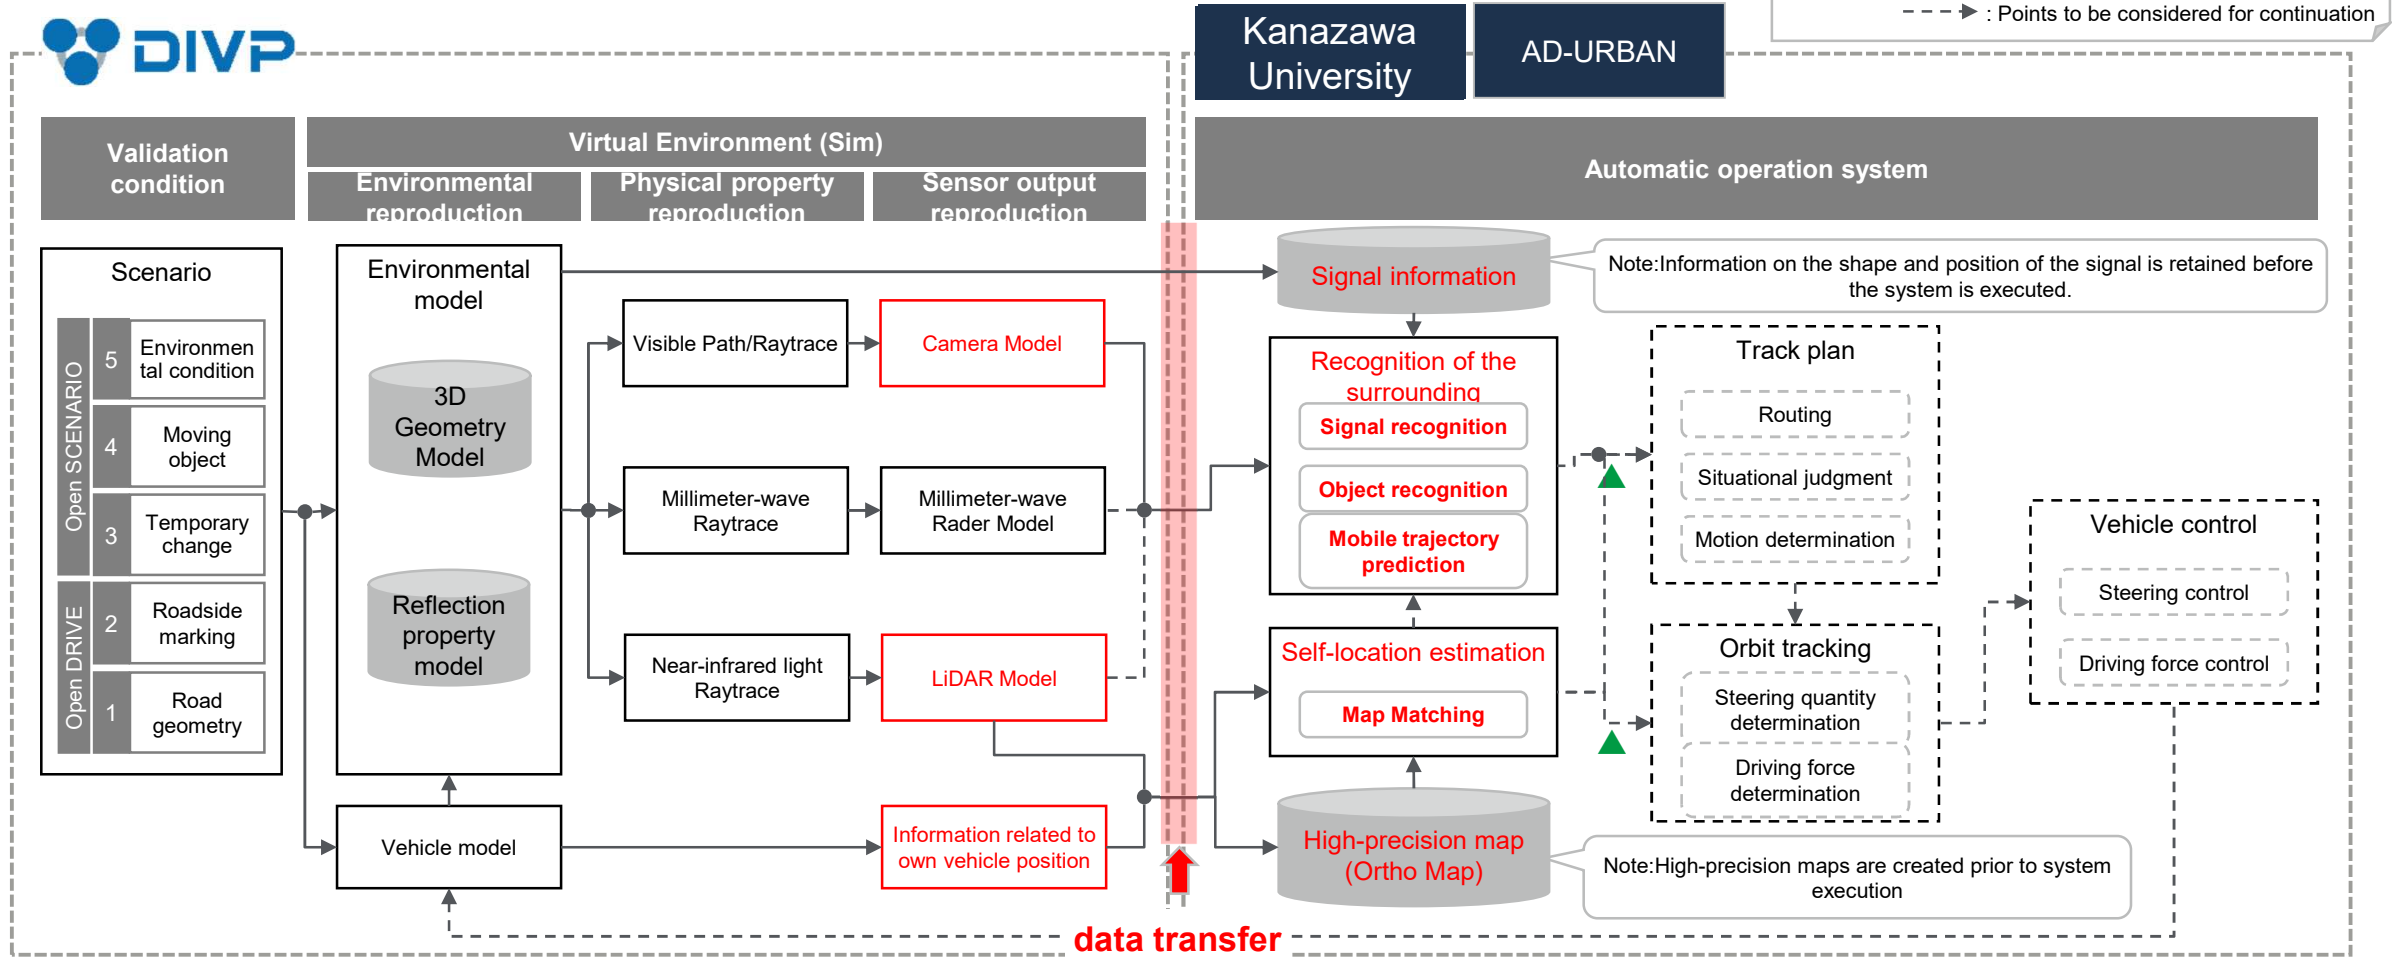 : Points to be considered for continuation
DIVP
Kanazawa
University
AD-URBAN
Validation
condition
Virtual Environment (Sim)
Environmental
reproduction
Physical property
reproduction
Sensor output
reproduction
Automatic operation system
Scenario
Open SCENARIO
5
Environmen
tal condition
4
Moving
object
3
Temporary
change
Open DRIVE
2
Roadside
marking
1
Road
geometry
Environmental
model
3D
Geometry
Model
Reflection
property
model
Vehicle model
Visible Path/Raytrace
Millimeter-wave
Raytrace
Near-infrared light
Raytrace
Camera Model
Millimeter-wave
Rader Model
LiDAR Model
Information related to
own vehicle position
Signal information
Note:Information on the shape and position of the signal is retained before
the system is executed.
Recognition of the
surrounding
Signal recognition
Object recognition
Mobile trajectory
prediction
Self-location estimation
Map Matching
High-precision map
(Ortho Map)
Note:High-precision maps are created prior to system
execution
Track plan
Routing
Situational judgment
Motion determination
Orbit tracking
Steering quantity
determination
Driving force
determination
Vehicle control
Steering control
Driving force control
data transfer